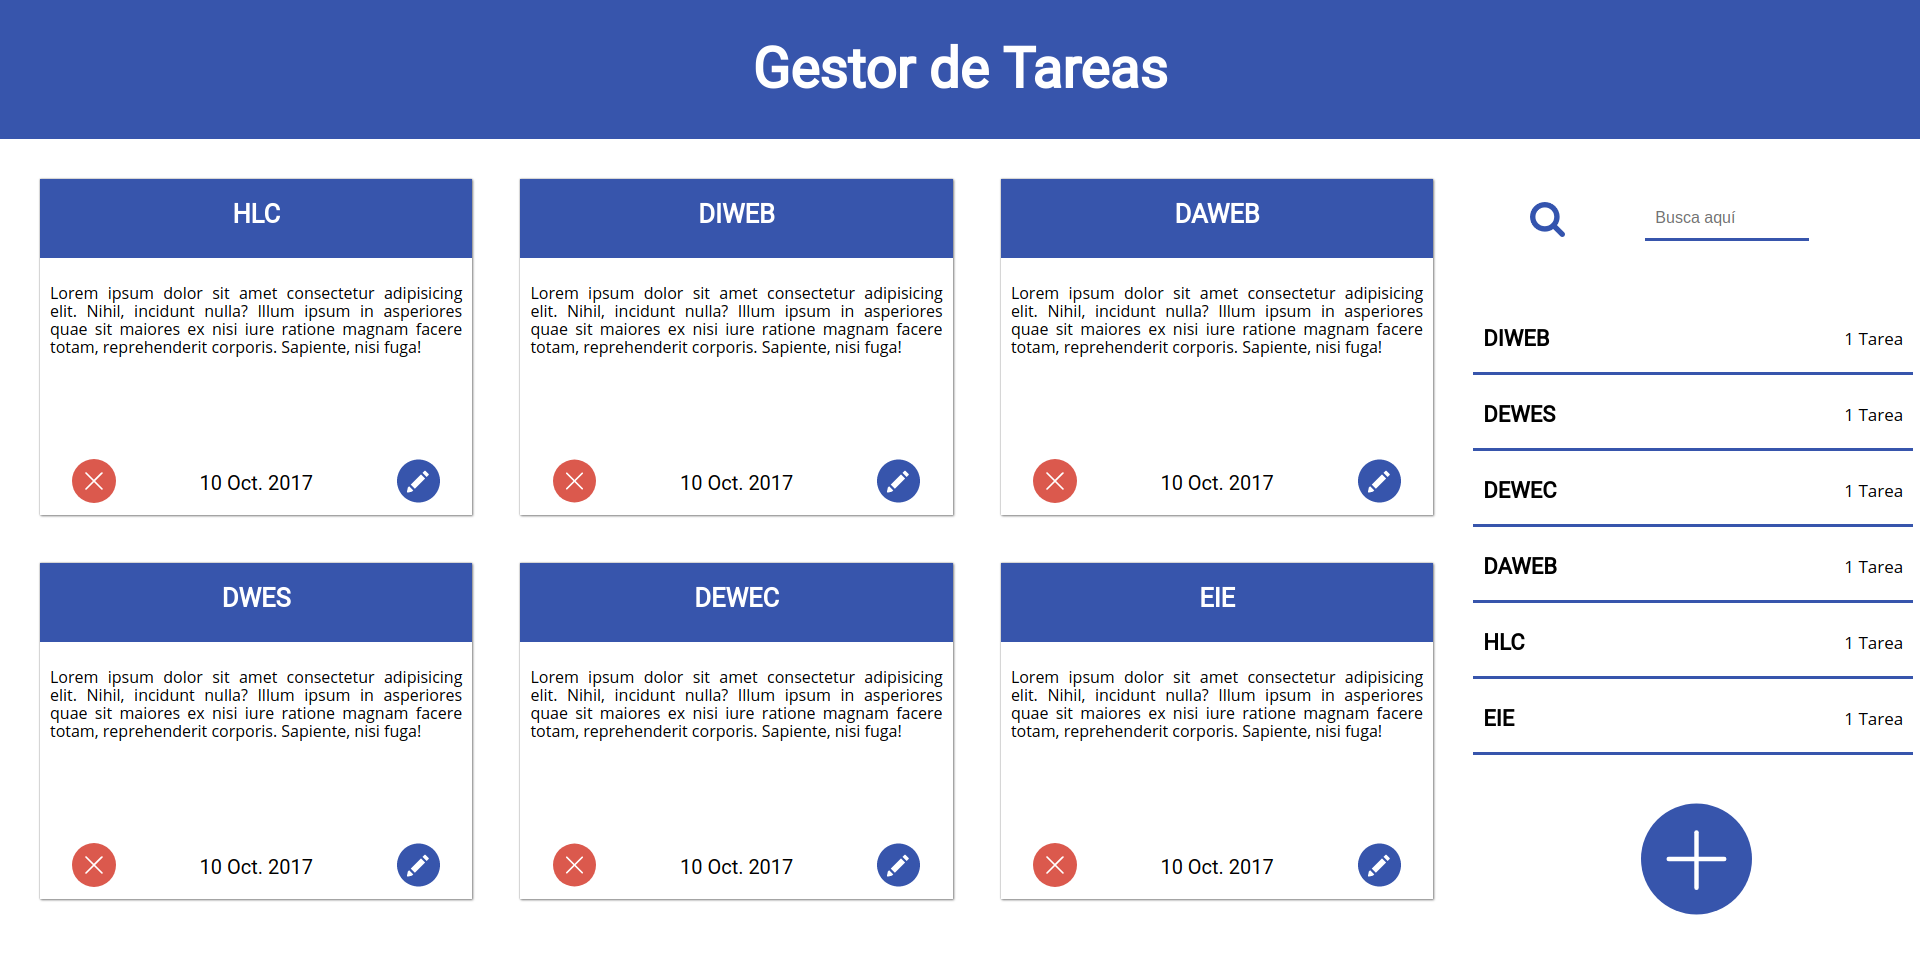 Gestor de Tareas
HLC
Lorem ipsum dolor sit amet consectetur adipisicing
elit. Nihil, incidunt nulla? Illum ipsum in asperiores
quae sit maiores ex nisi iure ratione magnam facere
totam, reprehenderit corporis. Sapiente, nisi fuga!
10 Oct. 2017
DIWEB
Lorem ipsum dolor sit amet consectetur adipisicing
elit. Nihil, incidunt nulla? Illum ipsum in asperiores
quae sit maiores ex nisi iure ratione magnam facere
totam, reprehenderit corporis. Sapiente, nisi fuga!
10 Oct. 2017
DAWEB
Lorem ipsum dolor sit amet consectetur adipisicing
elit. Nihil, incidunt nulla? Illum ipsum in asperiores
quae sit maiores ex nisi iure ratione magnam facere
totam, reprehenderit corporis. Sapiente, nisi fuga!
10 Oct. 2017
DWES
Lorem ipsum dolor sit amet consectetur adipisicing
elit. Nihil, incidunt nulla? Illum ipsum in asperiores
quae sit maiores ex nisi iure ratione magnam facere
totam, reprehenderit corporis. Sapiente, nisi fuga!
10 Oct. 2017
DEWEC
Lorem ipsum dolor sit amet consectetur adipisicing
elit. Nihil, incidunt nulla? Illum ipsum in asperiores
quae sit maiores ex nisi iure ratione magnam facere
totam, reprehenderit corporis. Sapiente, nisi fuga!
10 Oct. 2017
EIE
Lorem ipsum dolor sit amet consectetur adipisicing
elit. Nihil, incidunt nulla? Illum ipsum in asperiores
quae sit maiores ex nisi iure ratione magnam facere
totam, reprehenderit corporis. Sapiente, nisi fuga!
10 Oct. 2017
Busca aquí
DIWEB 1 Tarea
DEWES 1 Tarea
DEWEC 1 Tarea
DAWEB 1 Tarea
HLC 1 Tarea
EIE 1 Tarea